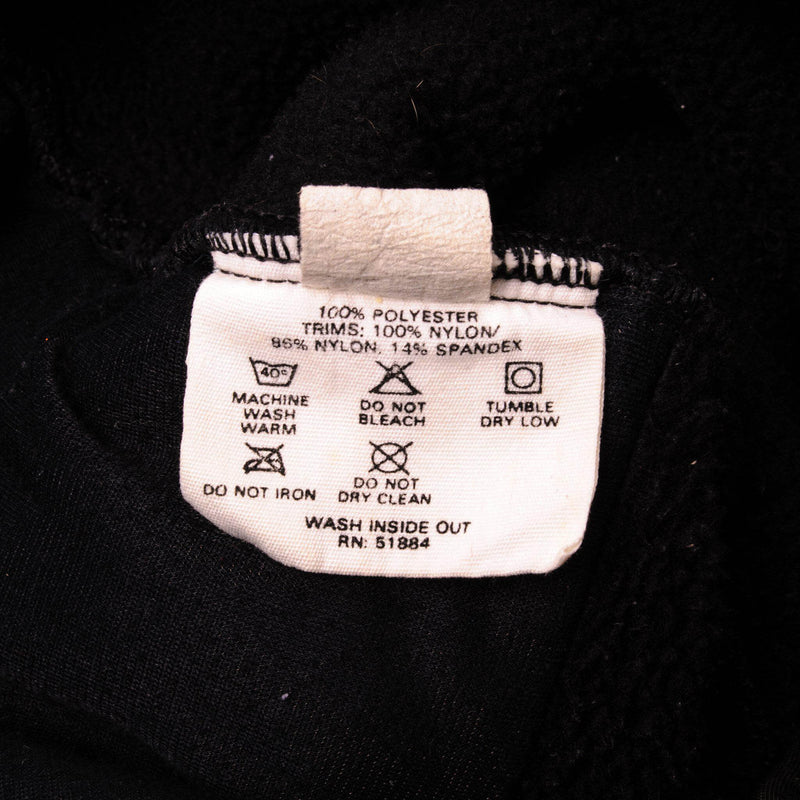 100% POLYESTER
TRIMS: 100% NYLON/
86% NYLON, 14% SPANDEX
40c
MACHINE WASH WARM
DO NOT BLEACH
TUMBLE DRY LOW
DO NOT IRON
DO NOT DRY CLEAN
WASH INSIDE OUT
RN: 51884